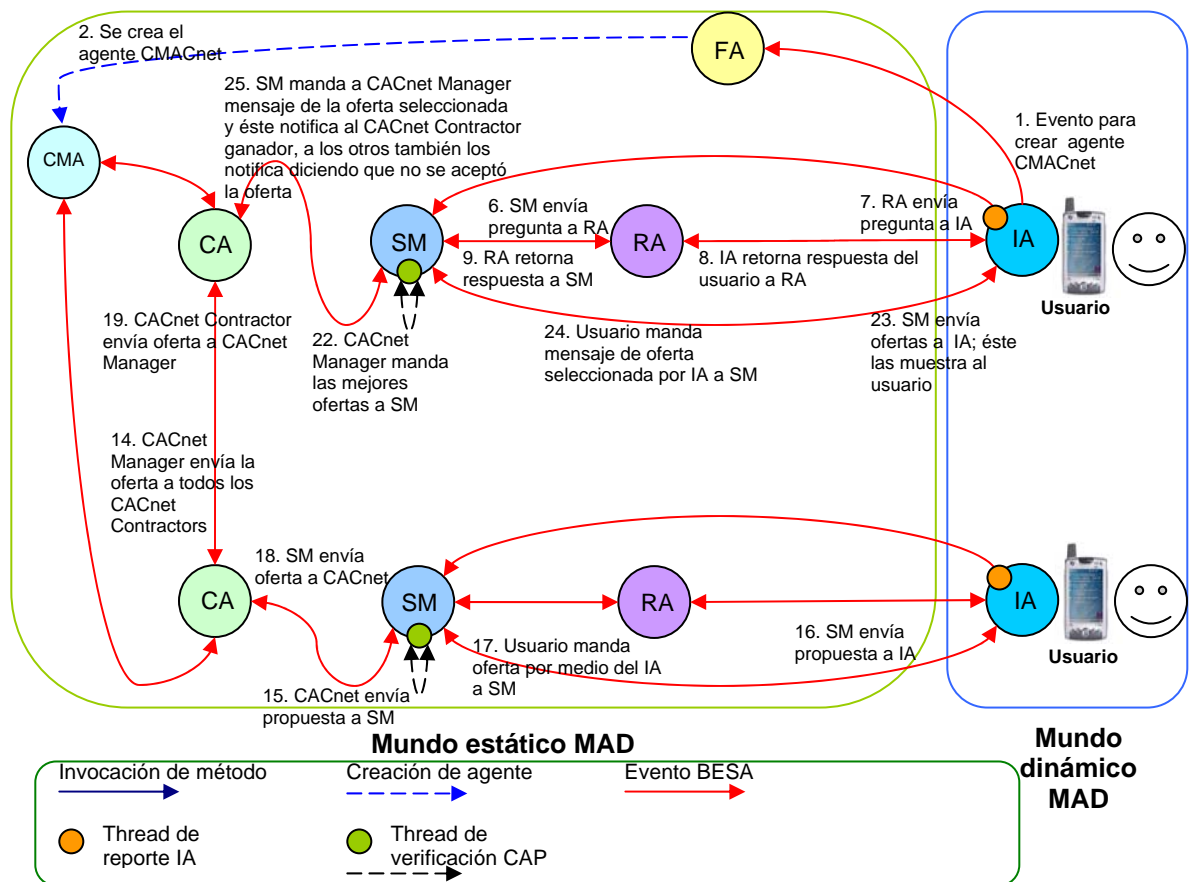 2. Se crea el
agente CMACnet
FA
25. SM manda a CACnet Manager
mensaje de la oferta seleccionada
y éste notifica al CACnet Contractor
ganador, a los otros también los
notifica diciendo que no se aceptó
la oferta
1. Evento para
crear agente
CMACnet
CMA
CA
SM
6. SM envía
pregunta a RA
RA
7. RA envía
pregunta a IA
IA
9. RA retorna
respuesta a SM
8. IA retorna respuesta del
usuario a RA
Usuario
19. CACnet Contractor
envía oferta a CACnet
Manager
22. CACnet
Manager manda
las mejores
ofertas a SM
24. Usuario manda
mensaje de oferta
seleccionada por IA a SM
23. SM envía
ofertas a IA; éste
las muestra al
usuario
14. CACnet
Manager envía la
oferta a todos los
CACnet
Contractors
18. SM envía
oferta a CACnet
CA
SM
RA
IA
Usuario
17. Usuario manda
oferta por medio del IA
a SM
16. SM envía
propuesta a IA
15. CACnet envía
propuesta a SM
Mundo estático MAD
Mundo
dinámico
MAD
Invocación de método
Creación de agente
Evento BESA
Thread de
reporte IA
Thread de
verificación CAP